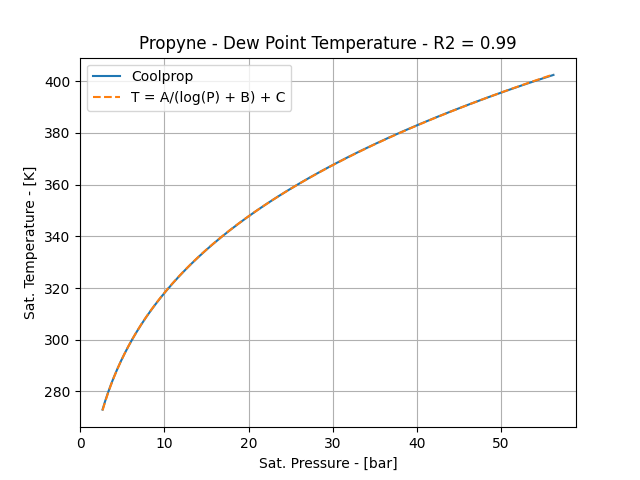 Propyne - Dew Point Temperature - R2 = 0.99
Coolprop
T = A/(log(P) + B) + C
Sat. Temperature - [K]
400
380
360
340
320
300
280
0 10 20 30 40 50
Sat. Pressure - [bar]